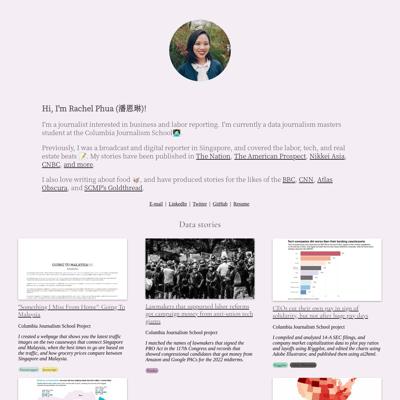 Hi, I'm Rachel Phua (潘恩琳)!
I'm a journalist interested in business and labor reporting. I'm currently a data journalism masters
student at the Columbia Journalism School
Previously, I was a broadcast and digital reporter in Singapore, and covered the labor, tech, and real
estate beats. My stories have been published in The Nation, The American Prospect, Nikkei Asia,
CNBC, and more.
I also love writing about food, and have produced stories for the likes of the BBC, CNN, Atlas
Obscura, and SCMP's Goldthread.
E-mail | LinkedIn | Twitter | GitHub | Resume
Data stories
GOING TO MALAYSIA
"Something I Miss From Home": Going To
Malaysia
Columbia Journalism School Project
I created a webpage that shows you the latest traffic
images on the two causeways that connect Singapore
and Malaysia, when the best times to go are based on
the traffic, and how grocery prices compare between
Singapore and Malaysia.
Lawmakers that supported labor reforms
got campaign money from anti-union tech
giants
Columbia Journalism School project
I matched the names of lawmakers that signed the
PRO Act in the 117th Congress and records that
showed congressional candidates that got money from
Amazon and Google PACs for the 2022 midterms.
Tech companies did worse than their banking counterparts
CEOs cut their own pay in sign of
solidarity, but not after huge pay days
Columbia Journalism School project
I compiled and analyzed 14-A SEC filings, and
company market capitalization data to plot pay ratios
and layoffs using R/ggplot, and edited the charts using
Adobe Illustrator, and published them using ai2html.